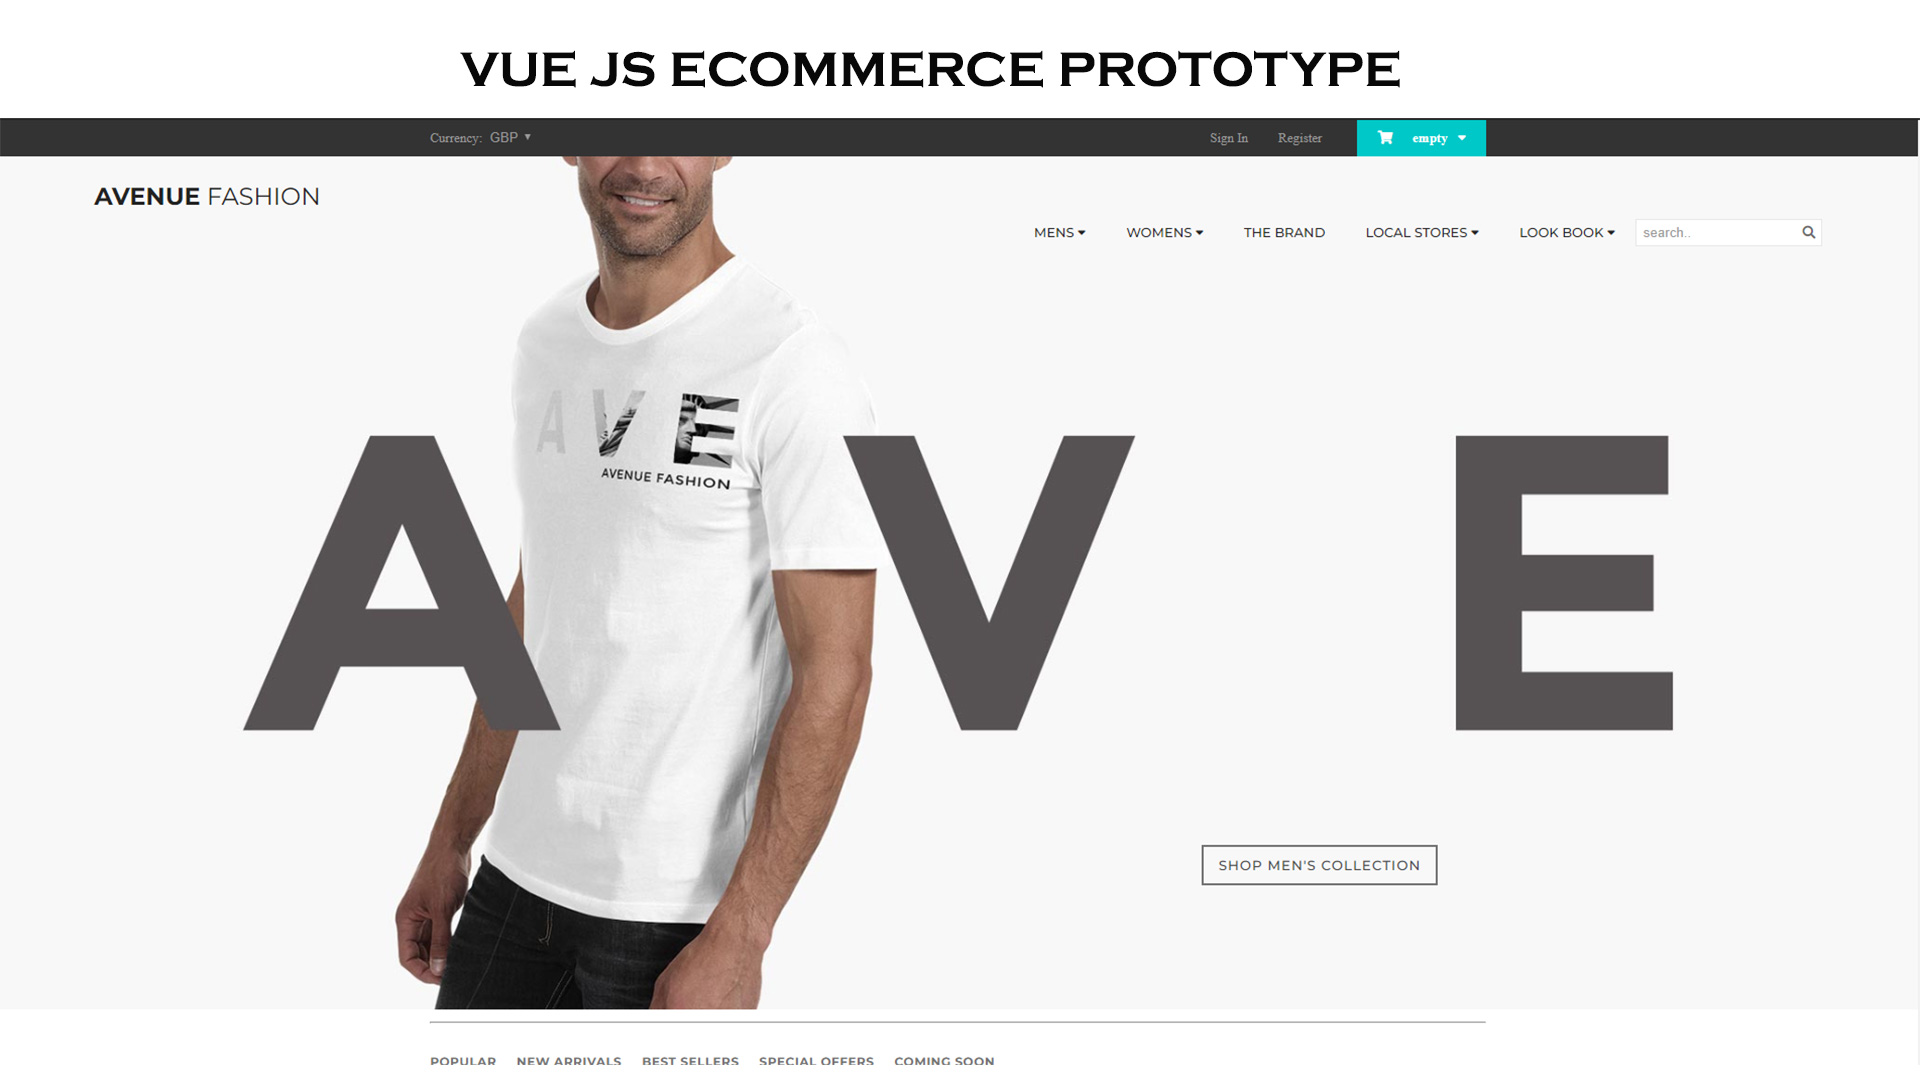 VUE JS ECOMMERCE PROTOTYPE
Currency: GBP
Sign In Register empty
AVENUE FASHION
MENS WOMENS THE BRAND LOCAL STORES LOOK BOOK search..
AVE
AVENUE FASHION
A V E
SHOP MEN'S COLLECTION
POPULAR NEW ARRIVALS BEST SELLERS SPECIAL OFFERS COMING SOON